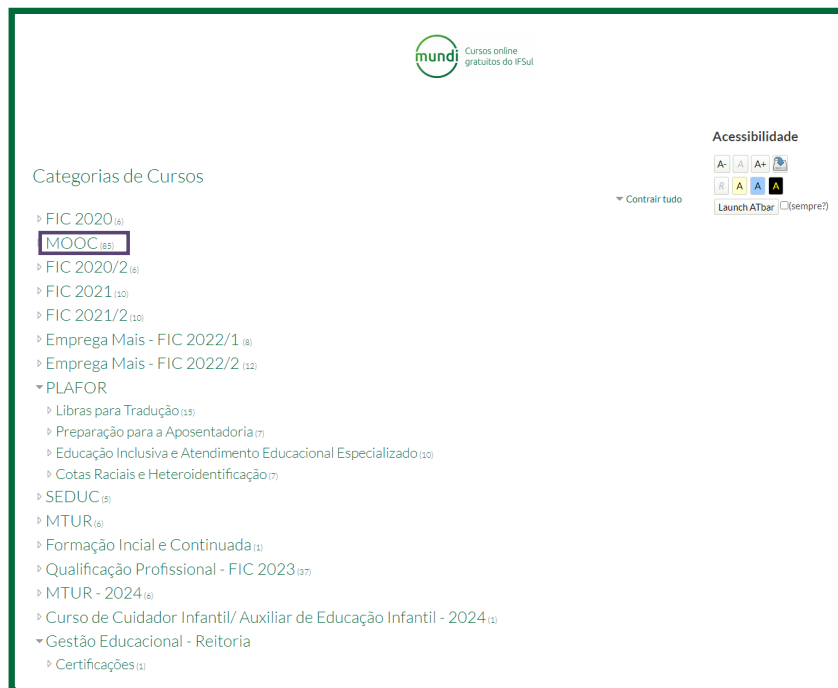 mundi
Cursos online
gratuitos do IFSul
Acessibilidade
A- A A+
R A A A
Launch ATbar (sempre?)
Categorias de Cursos
Contrair tudo
FIC 2020 (6)
MOOC (85)
FIC 2020/2 (6)
FIC 2021 (10)
FIC 2021/2 (10)
Emprega Mais - FIC 2022/1 (8)
Emprega Mais - FIC 2022/2 (12)
PLAFOR
Libras para Tradução (15)
Preparação para a Aposentadoria (7)
Educação Inclusiva e Atendimento Educacional Especializado (10)
Cotas Raciais e Heteroidentificação (7)
SEDUC (5)
MTUR (6)
Formação Incial e Continuada (1)
Qualificação Profissional - FIC 2023 (37)
MTUR - 2024 (6)
Curso de Cuidador Infantil/ Auxiliar de Educação Infantil - 2024 (1)
Gestão Educacional - Reitoria
Certificações (1)